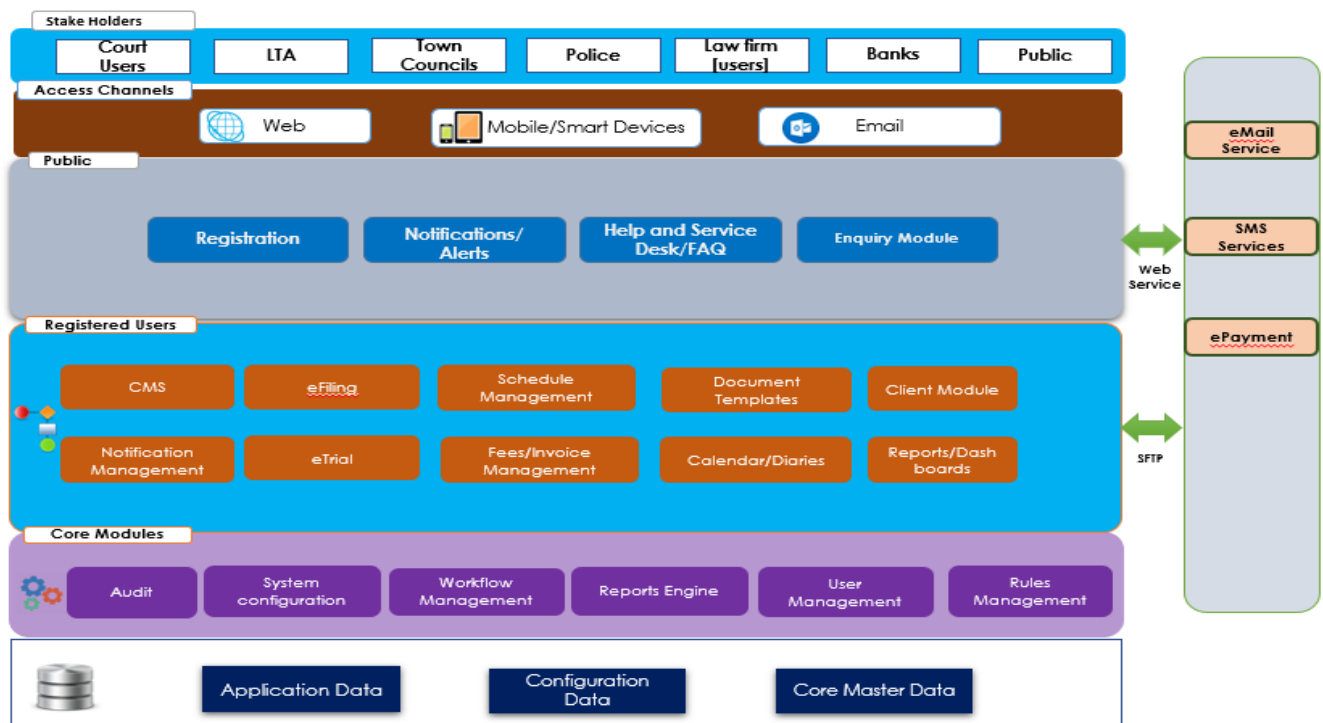 Stake Holders
Court
Users
LTA
Town
Councils
Police
Law firm
[users]
Banks
Public
Access Channels
Web
Mobile/Smart Devices
Email
Public
Registration
Notifications/
Alerts
Help and Service
Desk/FAQ
Enquiry Module
Registered Users
CMS
eFiling
Schedule
Management
Document
Templates
Client Module
Notification
Management
eTrial
Fees/Invoice
Management
Calendar/Diaries
Reports/Dash
boards
Core Modules
Audit
System
configuration
Workflow
Management
Reports Engine
User
Management
Rules
Management
Application Data
Configuration
Data
Core Master Data
Web
Service
SFTP
eMail
Service
SMS
Services
ePayment